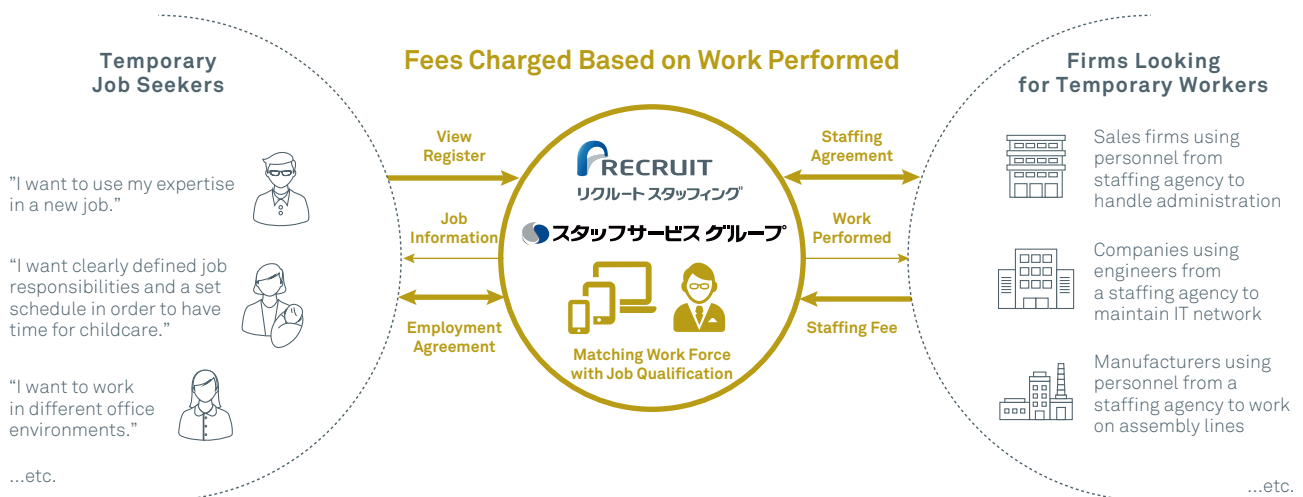 Temporary
Job Seekers
"I want to use my expertise
in a new job."
"I want clearly defined job
responsibilities and a set
schedule in order to have
time for childcare."
"I want to work
in different office
environments."
...etc.
Fees Charged Based on Work Performed
View
Register
Job
Information
Employment
Agreement
RECRUIT
リクルート スタッフィング
スタッフサービス グループ
Matching Work Force
with Job Qualification
Staffing
Agreement
Work
Performed
Staffing Fee
Firms Looking
for Temporary Workers
Sales firms using
personnel from
staffing agency to
handle administration
Companies using
engineers from
a staffing agency to
maintain IT network
Manufacturers using
personnel from a
staffing agency to work
on assembly lines
...etc.